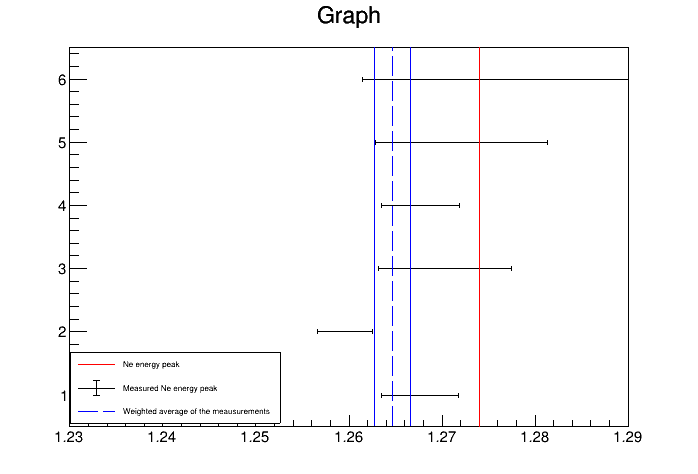 Graph
6
5
4
3
2
1
Ne energy peak
Measured Ne energy peak
Weighted average of the meausurements
1.23 1.24 1.25 1.26 1.27 1.28 1.29